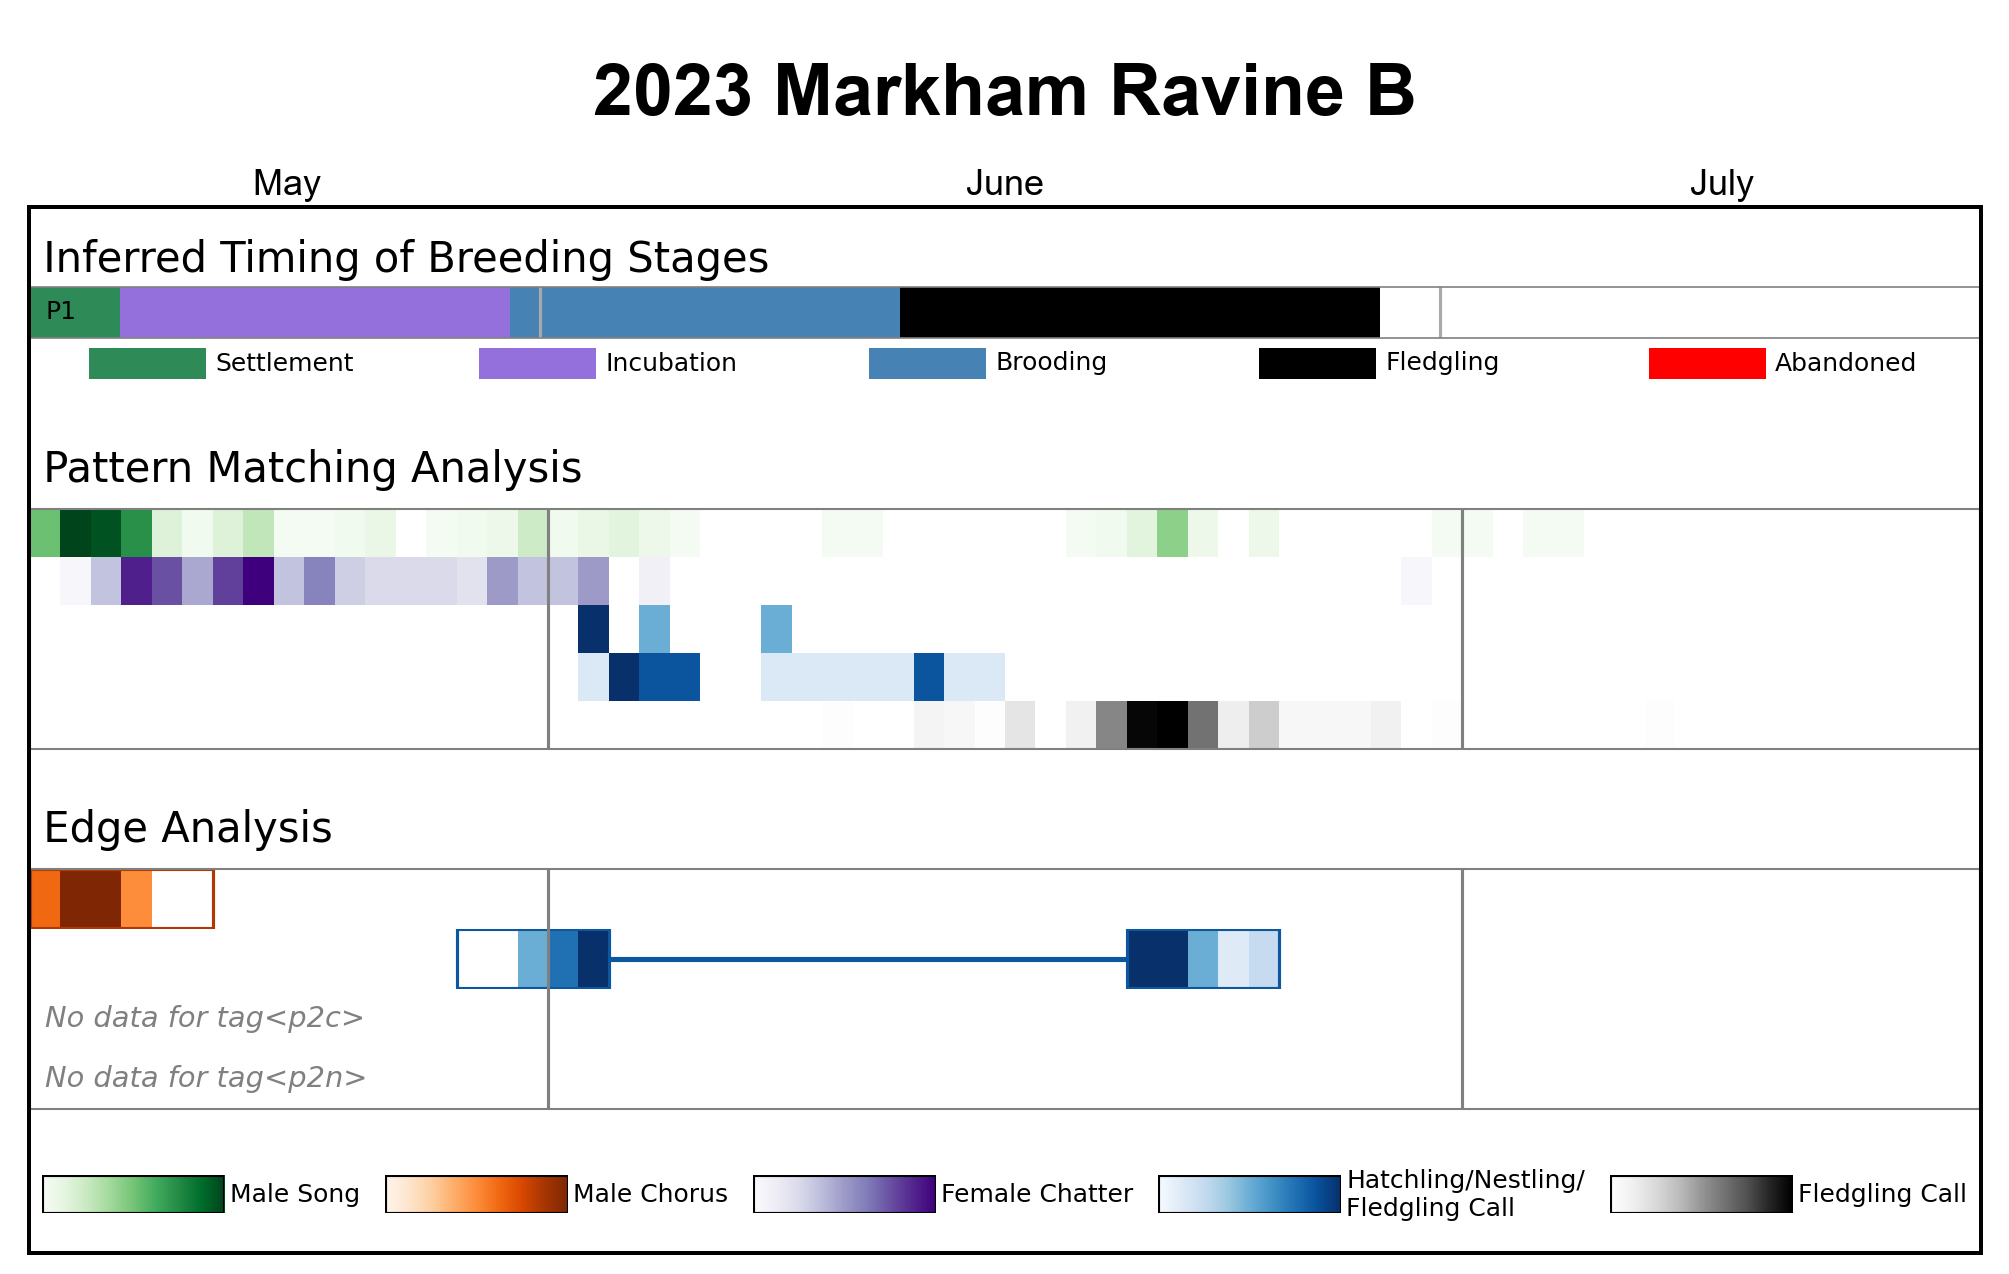 2023 Markham Ravine B
May June July
Inferred Timing of Breeding Stages
P1
Settlement Incubation Brooding Fledgling Abandoned
Pattern Matching Analysis
Edge Analysis
No data for tag<p2c>
No data for tag<p2n>
Male Song Male Chorus Female Chatter Hatchling/Nestling/
Fledgling Call Fledgling Call